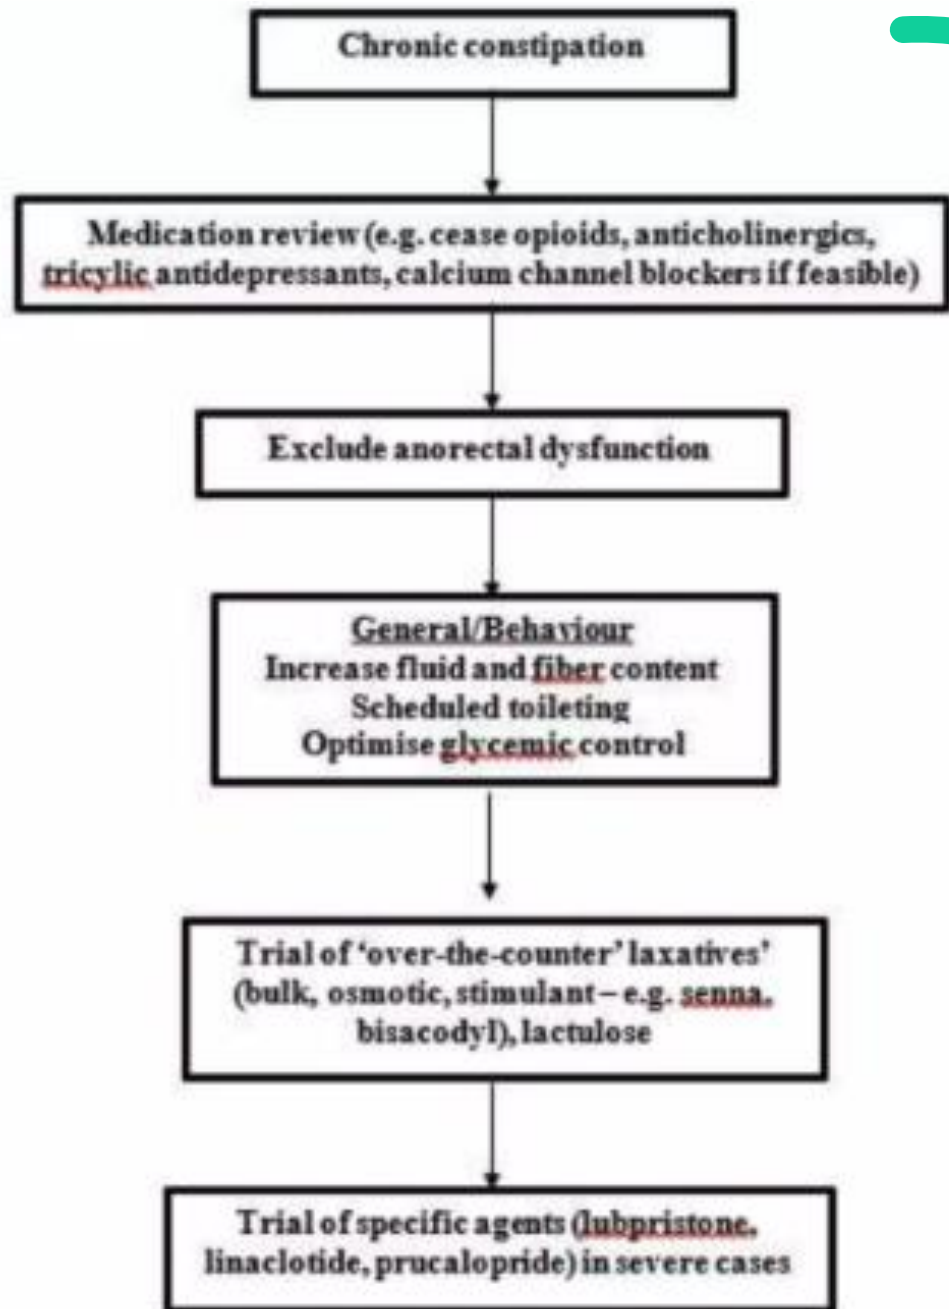 Chronic constipation
Medication review (e.g. cease opioids, anticholinergics,
tricylic antidepressants, calcium channel blockers if feasible)
Exclude anorectal dysfunction
General/Behaviour
Increase fluid and fiber content
Scheduled toileting
Optimise glycemic control
Trial of ‘over-the-counter’ laxatives’
(bulk, osmotic, stimulant – e.g. senna,
bisacodyl), lactulose
Trial of specific agents (lubpristone,
linaclotide, prucalopride) in severe cases